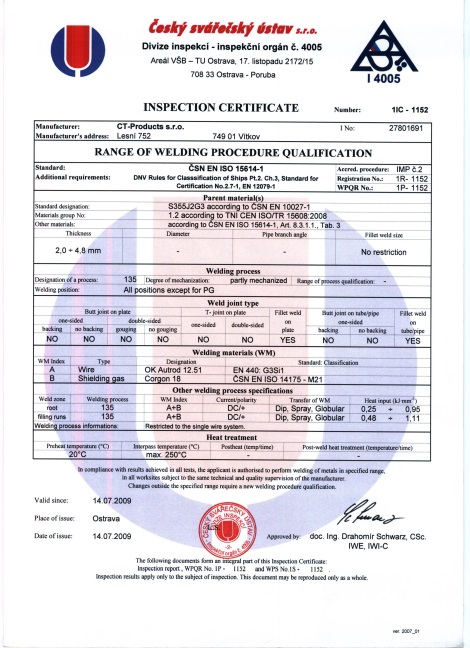 Český svářečský ústav s.r.o.
Divize inspekcí - inspekční orgán č. 4005
Areál VŠB – TU Ostrava, 17. listopadu 2172/15
708 33 Ostrava - Poruba
I 4005
INSPECTION CERTIFICATE Number: 1IC - 1152
Manufacturer: CT-Products s.r.o. I No: 27801691
Manufacturer's address: Lesní 752 749 01 Vítkov
RANGE OF WELDING PROCEDURE QUALIFICATION
Standard: ČSN EN ISO 15614-1 Accred. procedure: IMP č.2
Additional requirements: DNV Rules for Classification of Ships Pt.2. Ch.3, Standard for Registration No.: 1R- 1152
Certification No.2.7-1, EN 12079-1 WPQR No.: 1P- 1152
Parent material(s)
Standard designation: S355J2G3 according to ČSN EN 10027-1
Materials group No: 1.2 according to TNI CEN ISO/TR 15608:2008
Other materials: according to ČSN EN ISO 15614-1, Art. 8.3.1.1., Tab. 3
Thickness Diameter Pipe branch angle Fillet weld size
2,0 ÷ 4,8 mm - - No restriction
Welding process
Designation of a process: 135 Degree of mechanization: partly mechanized Range of process qualification: -
Welding position: All positions except for PG
Weld joint type
Butt joint on plate T- joint on plate Fillet weld Butt joint on tube/pipe Fillet weld
one-sided double-sided one-sided double-sided on one-sided double-sided on
backing no backing gouging no gouging plate backing no backing tube/pipe
NO NO NO NO NO NO YES NO NO NO YES
Welding materials (WM)
WM Index Type Designation Standard: Classification
A Wire OK Autrod 12.51 EN 440: G3Si1
B Shielding gas Corgon 18 ČSN EN ISO 14175 - M21
Other welding process specifications
Weld zone Welding process WM Index Current/polarity Transfer of WM Heat input (kJ·mm⁻¹)
root 135 A+B DC/+ Dip, Spray, Globular 0,25 ÷ 0,95
filling runs 135 A+B DC/+ Dip, Spray, Globular 0,48 ÷ 1,11
Welding process informations: Restricted to the single wire system.
Heat treatment
Preheat temperature (°C) Interpass temperature (°C) Postheat (temp/time) Post-weld heat treatment (temperature/time)
20°C max. 250°C - -
In compliance with results achieved in all tests, the applicant is authorised to perform welding of metals in specified range,
in all worksites subject to the same technical and quality supervision of the manufacturer.
Changes outside the specified range require a new welding procedure qualification.
Valid since: 14.07.2009
Place of issue: Ostrava
Date of issue: 14.07.2009 Approved by: doc. Ing. Drahomír Schwarz, CSc.
IWE, IWI-C
The following documents form an integral part of this Inspection Certificate:
Inspection report , WPQR No. 1P - 1152 and WPS No.1S - 1152 .
Inspection results apply only to the subject of inspection. This document may be reproduced only as a whole.
ver. 2007_01